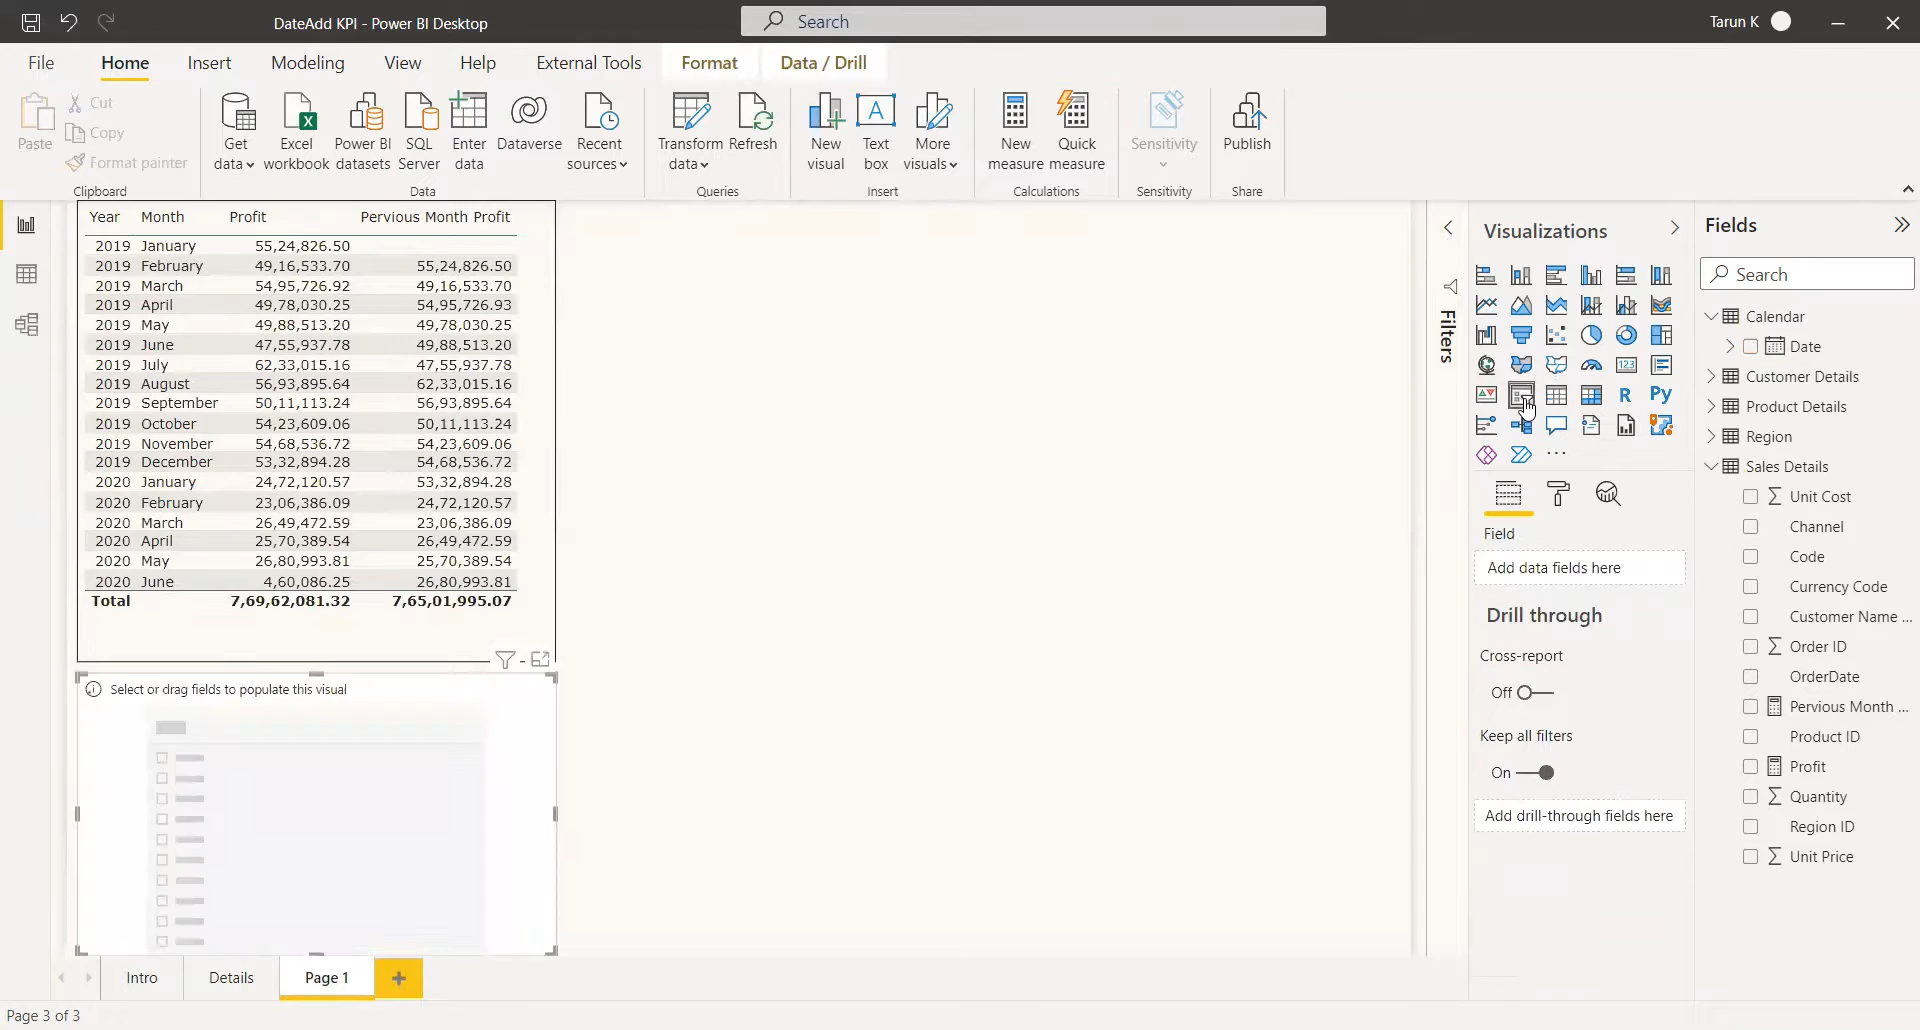 DateAdd KPI - Power BI Desktop
Search
Tarun K
File
Home
Insert
Modeling
View
Help
External Tools
Format
Data / Drill
Paste
Cut
Copy
Format painter
Clipboard
Get
data
Excel
workbook
Power BI
datasets
SQL
Server
Enter
data
Dataverse
Recent
sources
Data
Transform
data
Refresh
Queries
New
visual
A
Text
box
More
visuals
Insert
New
measure
Quick
measure
Calculations
Sensitivity
Sensitivity
Publish
Share
Year Month Profit Pervious Month Profit
2019 January 55,24,826.50
2019 February 49,16,533.70 55,24,826.50
2019 March 54,95,726.92 49,16,533.70
2019 April 49,78,030.25 54,95,726.93
2019 May 49,88,513.20 49,78,030.25
2019 June 47,55,937.78 49,88,513.20
2019 July 62,33,015.16 47,55,937.78
2019 August 56,93,895.64 62,33,015.16
2019 September 50,11,113.24 56,93,895.64
2019 October 54,23,609.06 50,11,113.24
2019 November 54,68,536.72 54,23,609.06
2019 December 53,32,894.28 54,68,536.72
2020 January 24,72,120.57 53,32,894.28
2020 February 23,06,386.09 24,72,120.57
2020 March 26,49,472.59 23,06,386.09
2020 April 25,70,389.54 26,49,472.59
2020 May 26,80,993.81 25,70,389.54
2020 June 4,60,086.25 26,80,993.81
Total 7,69,62,081.32 7,65,01,995.07
Select or drag fields to populate this visual
Filters
Visualizations
123
R
Py
Field
Add data fields here
Drill through
Cross-report
Off
Keep all filters
On
Add drill-through fields here
Fields
Search
Calendar
Date
Customer Details
Product Details
Region
Sales Details
Unit Cost
Channel
Code
Currency Code
Customer Name ...
Order ID
OrderDate
Pervious Month ...
Product ID
Profit
Quantity
Region ID
Unit Price
Intro
Details
Page 1
Page 3 of 3